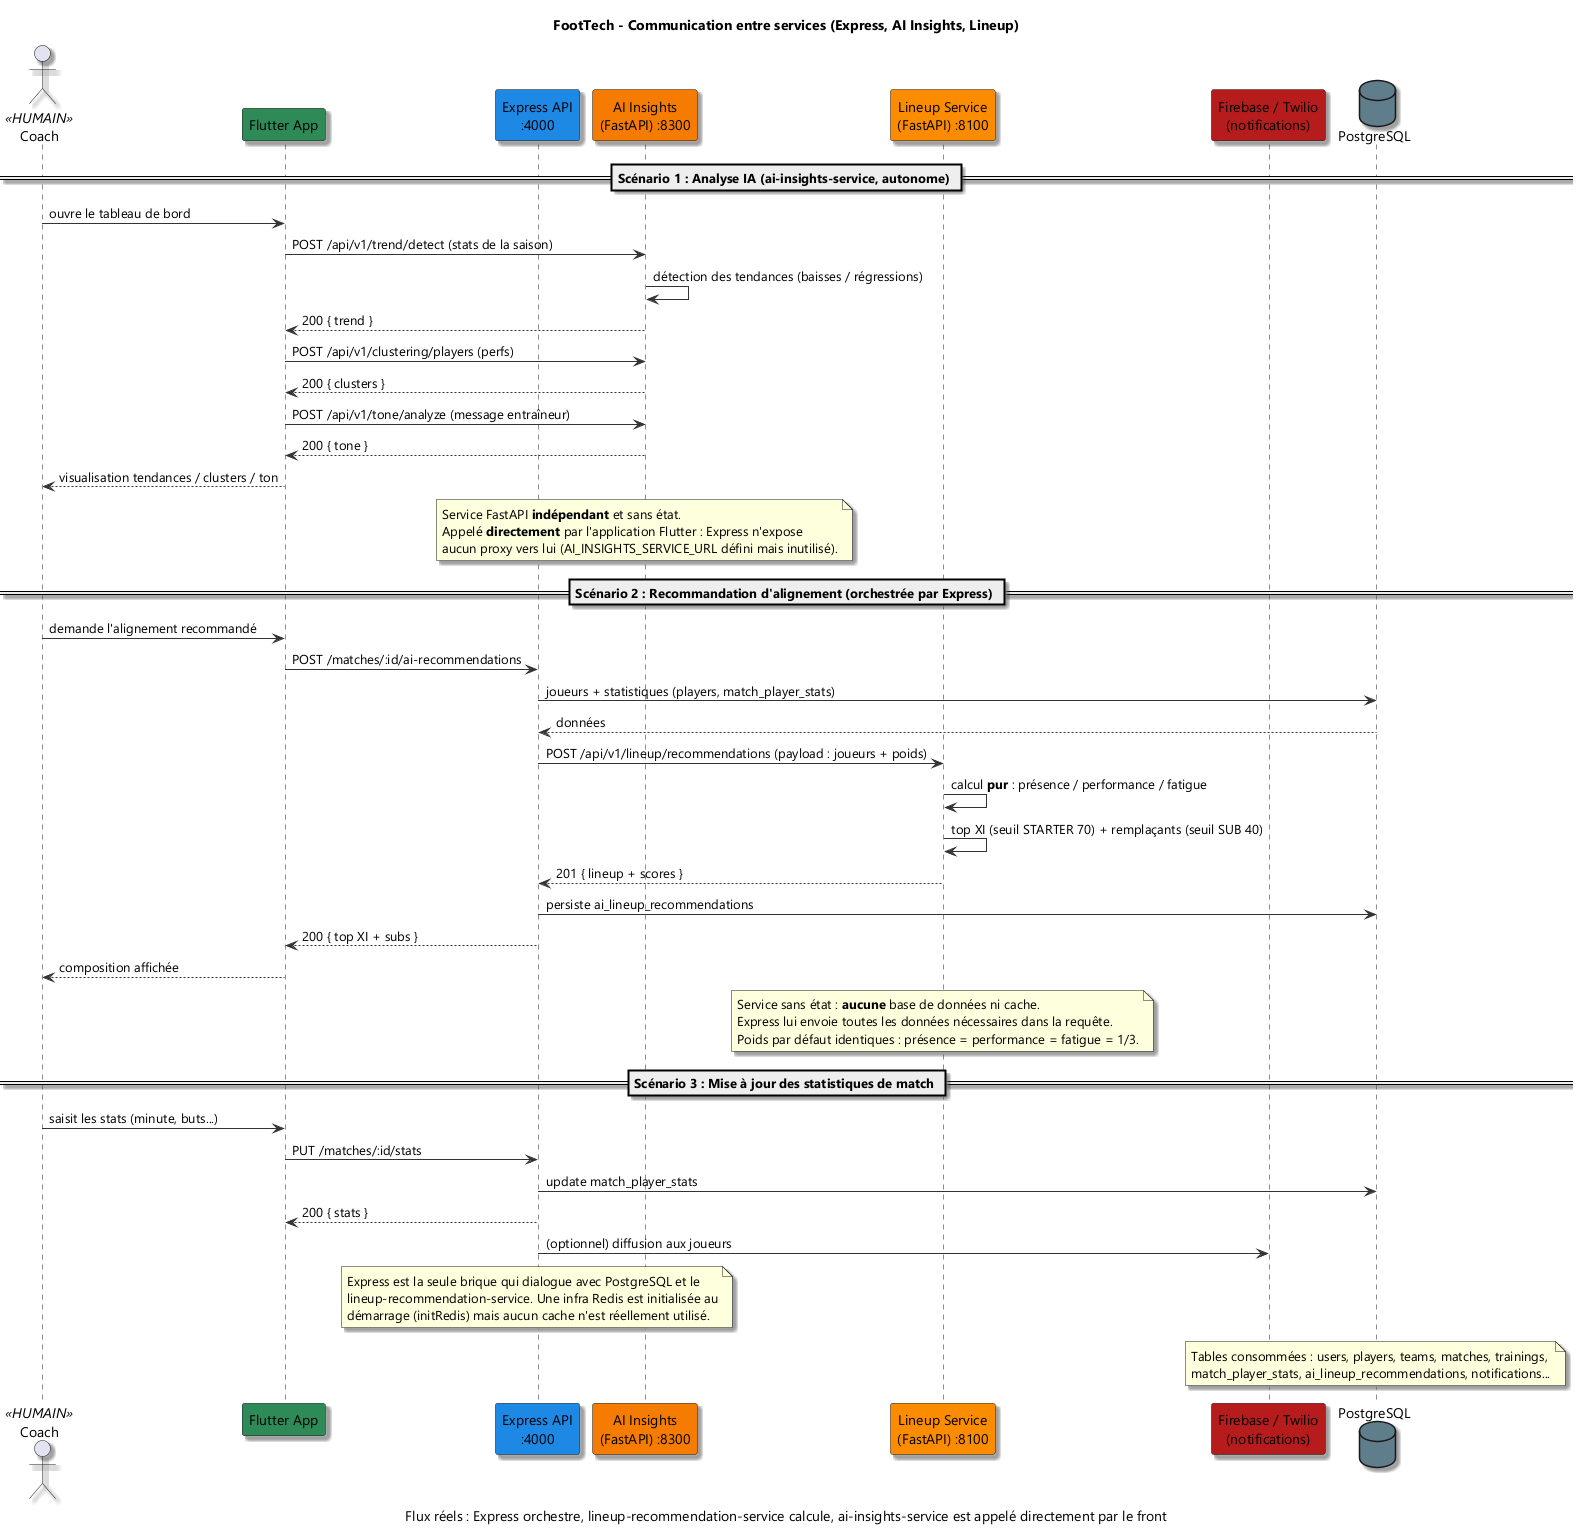 FootTech - Communication entre services (Express, AI Insights, Lineup)
«HUMAIN»
Coach
Flutter App
Express API
:4000
AI Insights
(FastAPI) :8300
Lineup Service
(FastAPI) :8100
Firebase / Twilio
(notifications)
PostgreSQL
Scénario 1 : Analyse IA (ai-insights-service, autonome)
ouvre le tableau de bord
POST /api/v1/trend/detect (stats de la saison)
détection des tendances (baisses / régressions)
200 { trend }
POST /api/v1/clustering/players (perfs)
200 { clusters }
POST /api/v1/tone/analyze (message entraîneur)
200 { tone }
visualisation tendances / clusters / ton
Service FastAPI indépendant et sans état.
Appelé directement par l'application Flutter : Express n'expose
aucun proxy vers lui (AI_INSIGHTS_SERVICE_URL défini mais inutilisé).
Scénario 2 : Recommandation d'alignement (orchestrée par Express)
demande l'alignement recommandé
POST /matches/:id/ai-recommendations
joueurs + statistiques (players, match_player_stats)
données
POST /api/v1/lineup/recommendations (payload : joueurs + poids)
calcul pur : présence / performance / fatigue
top XI (seuil STARTER 70) + remplaçants (seuil SUB 40)
201 { lineup + scores }
persiste ai_lineup_recommendations
200 { top XI + subs }
composition affichée
Service sans état : aucune base de données ni cache.
Express lui envoie toutes les données nécessaires dans la requête.
Poids par défaut identiques : présence = performance = fatigue = 1/3.
Scénario 3 : Mise à jour des statistiques de match
saisit les stats (minute, buts...)
PUT /matches/:id/stats
update match_player_stats
200 { stats }
(optionnel) diffusion aux joueurs
Express est la seule brique qui dialogue avec PostgreSQL et le
lineup-recommendation-service. Une infra Redis est initialisée au
démarrage (initRedis) mais aucun cache n'est réellement utilisé.
Tables consommées : users, players, teams, matches, trainings,
match_player_stats, ai_lineup_recommendations, notifications...
«HUMAIN»
Coach
Flutter App
Express API
:4000
AI Insights
(FastAPI) :8300
Lineup Service
(FastAPI) :8100
Firebase / Twilio
(notifications)
PostgreSQL
Flux réels : Express orchestre, lineup-recommendation-service calcule, ai-insights-service est appelé directement par le front